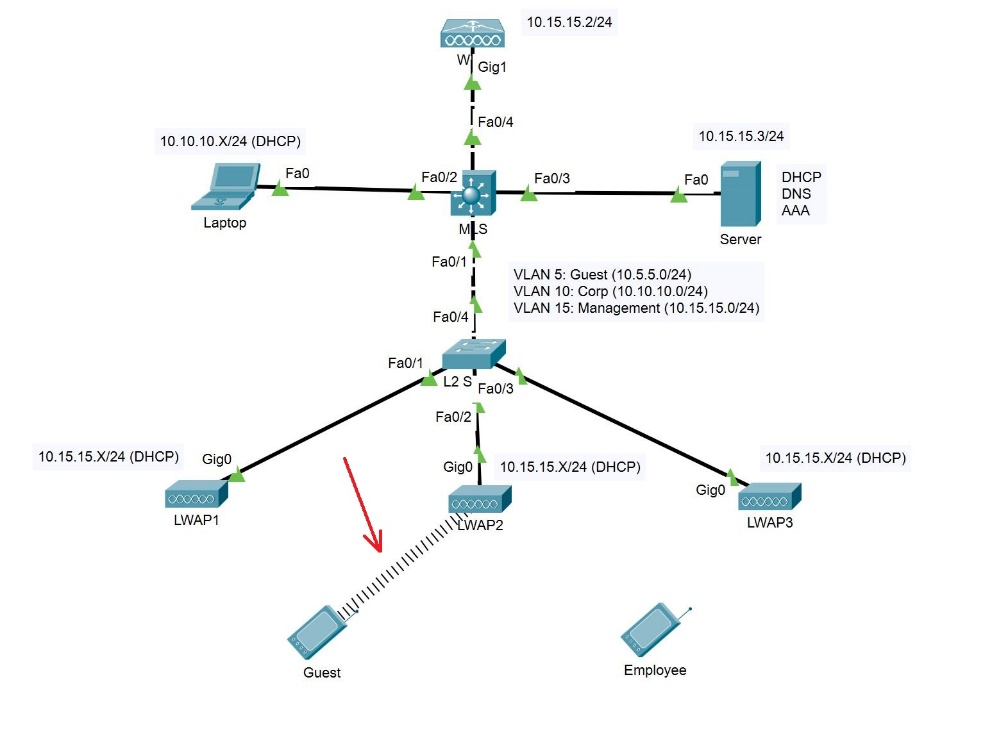 10.15.15.2/24
W
Gig1
Fa0/4
10.10.10.X/24 (DHCP)
10.15.15.3/24
Fa0
Fa0/2
Fa0/3
Fa0
DHCP
DNS
AAA
Laptop
MLS
Server
Fa0/1
VLAN 5: Guest (10.5.5.0/24)
VLAN 10: Corp (10.10.10.0/24)
VLAN 15: Management (10.15.15.0/24)
Fa0/4
Fa0/1
L2 S
Fa0/3
Fa0/2
10.15.15.X/24 (DHCP)
Gig0
Gig0
10.15.15.X/24 (DHCP)
10.15.15.X/24 (DHCP)
Gig0
LWAP1
LWAP2
LWAP3
Guest
Employee